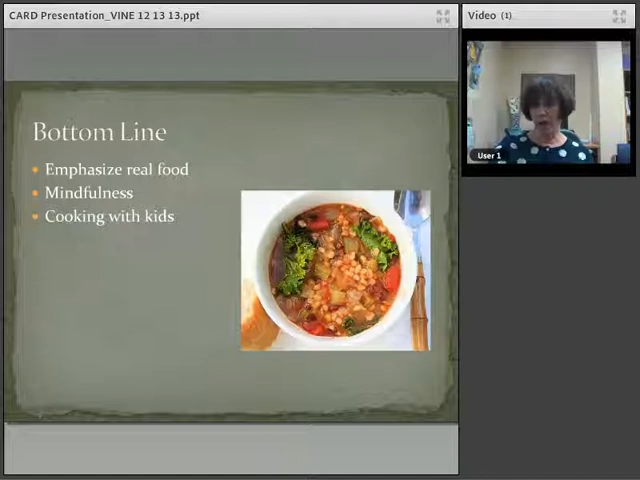 CARD Presentation_VINE 12 13 13.ppt
Video (1)
Bottom Line
Emphasize real food
Mindfulness
Cooking with kids
User 1